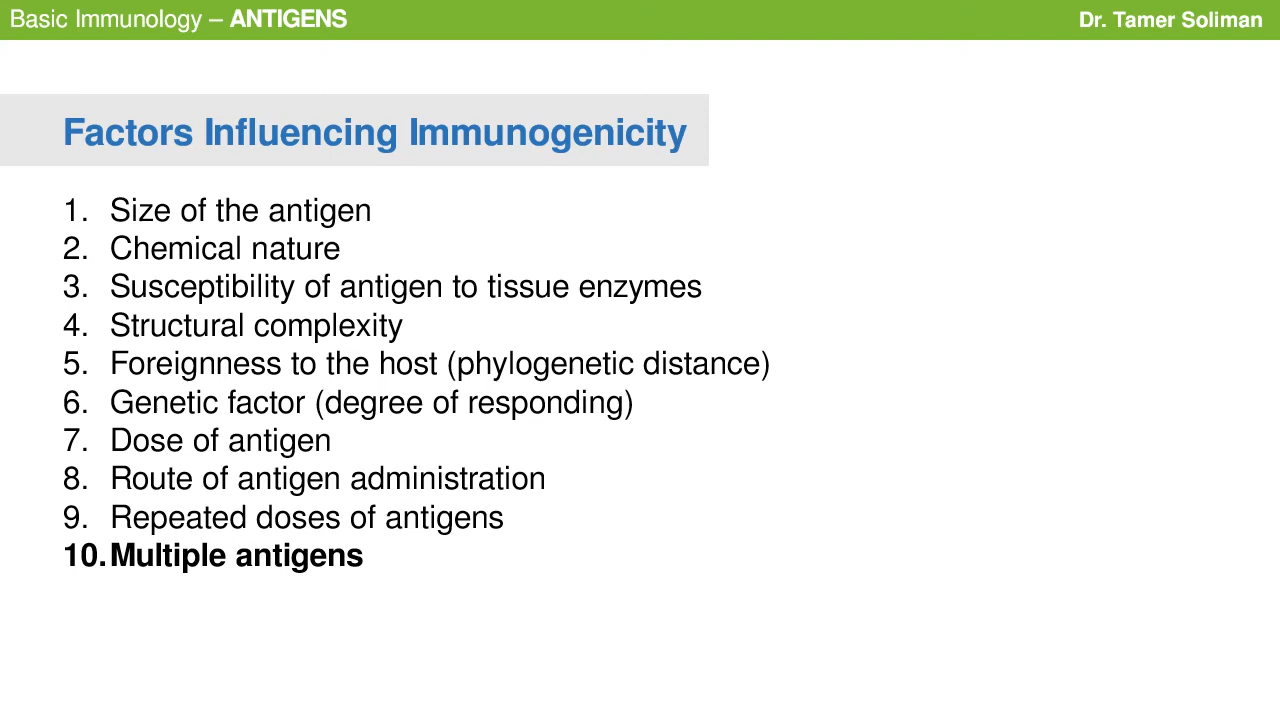 Basic Immunology – ANTIGENS
Dr. Tamer Soliman
Factors Influencing Immunogenicity
1. Size of the antigen
2. Chemical nature
3. Susceptibility of antigen to tissue enzymes
4. Structural complexity
5. Foreignness to the host (phylogenetic distance)
6. Genetic factor (degree of responding)
7. Dose of antigen
8. Route of antigen administration
9. Repeated doses of antigens
10. Multiple antigens